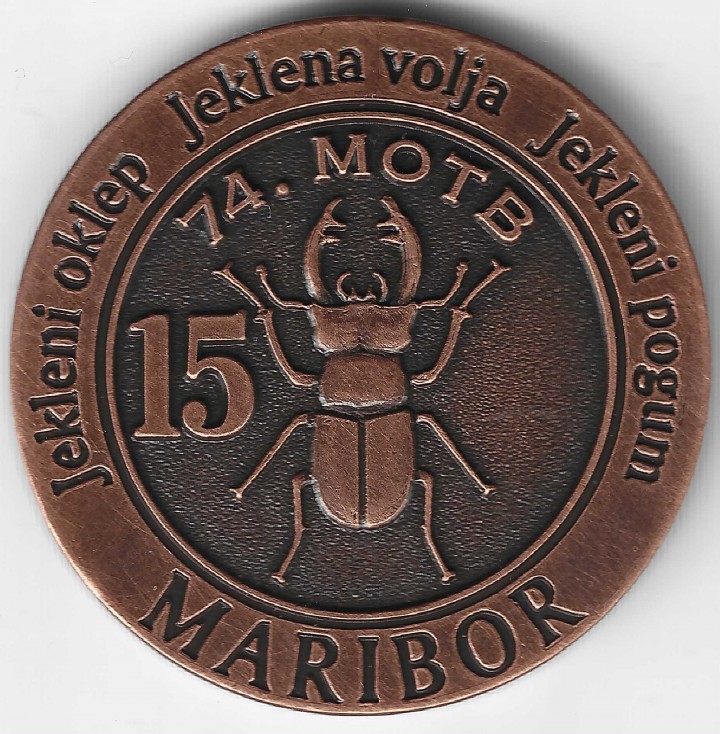 Jekleni oklep Jeklena volja Jekleni pogum
74. MOTB
15
MARIBOR